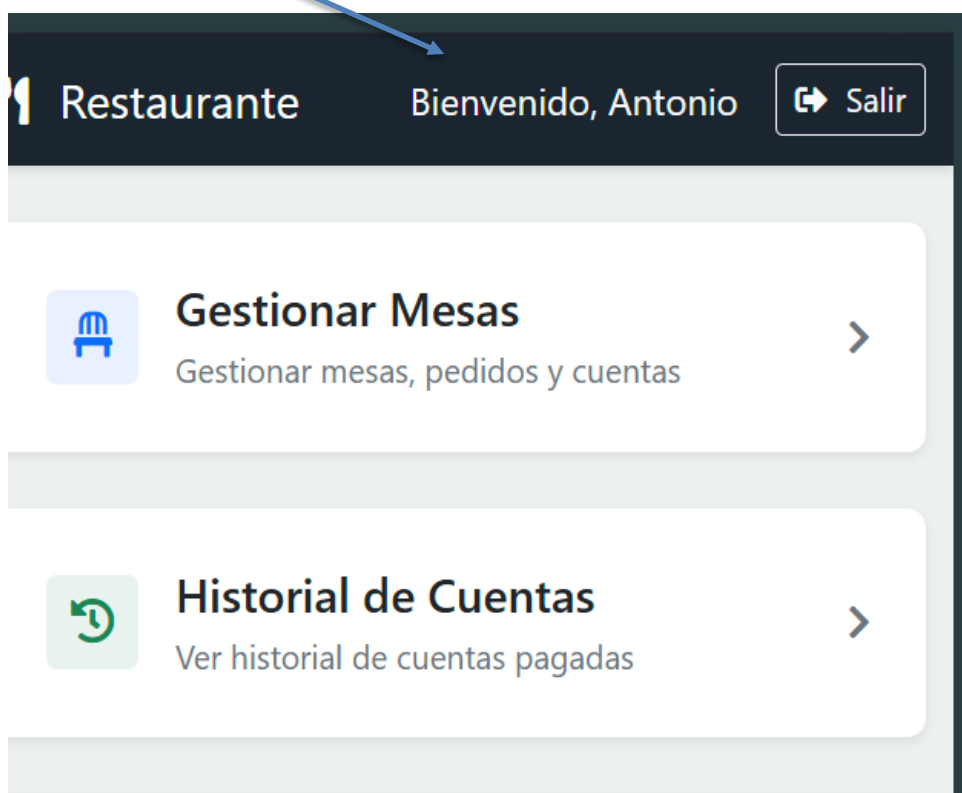 Restaurante Bienvenido, Antonio Salir
Gestionar Mesas
Gestionar mesas, pedidos y cuentas
Historial de Cuentas
Ver historial de cuentas pagadas